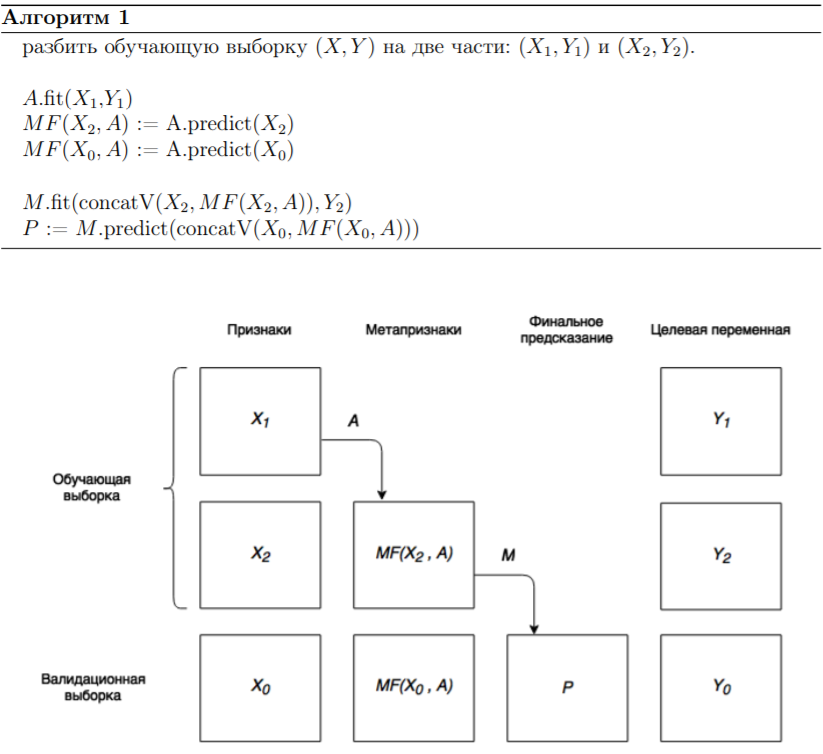 Алгоритм 1
разбить обучающую выборку (X, Y) на две части: (X₁, Y₁) и (X₂, Y₂).
A.fit(X₁,Y₁)
MF(X₂, A) := A.predict(X₂)
MF(X₀, A) := A.predict(X₀)
M.fit(concatV(X₂, MF(X₂, A)), Y₂)
P := M.predict(concatV(X₀, MF(X₀, A)))
Признаки
Метапризнаки
Финальное
предсказание
Целевая переменная
X₁
A
Y₁
Обучающая
выборка
X₂
MF(X₂ , A)
M
Y₂
Валидационная
выборка
X₀
MF(X₀ , A)
P
Y₀